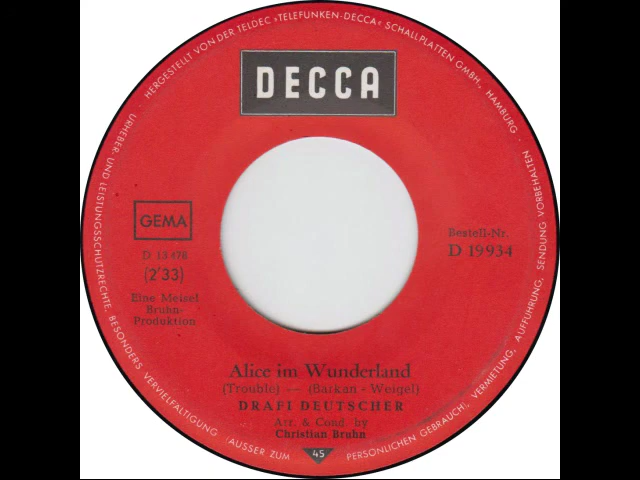 HERGESTELLT VON DER TELDEC »TELEFUNKEN-DECCA« SCHALLPLATTEN GMBH., HAMBURG
URHEBER- UND LEISTUNGSSCHUTZRECHTE, BESONDERS VERVIELFÄLTIGUNG (AUSSER ZUM PERSÖNLICHEN GEBRAUCH), VERMIETUNG, AUFFÜHRUNG, SENDUNG VORBEHALTEN
DECCA
GEMA
D 13 478
(2'33)
Eine Meisel
Bruhn-
Produktion
Bestell-Nr.
D 19934
Alice im Wunderland
(Trouble) — (Barkan - Weigel)
DRAFI DEUTSCHER
Arr. & Cond. by
Christian Bruhn
45